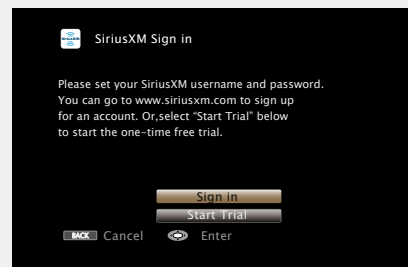 SiriusXM Sign in
Please set your SiriusXM username and password.
You can go to www.siriusxm.com to sign up
for an account. Or,select “Start Trial” below
to start the one-time free trial.
Sign in
Start Trial
BACK Cancel Enter